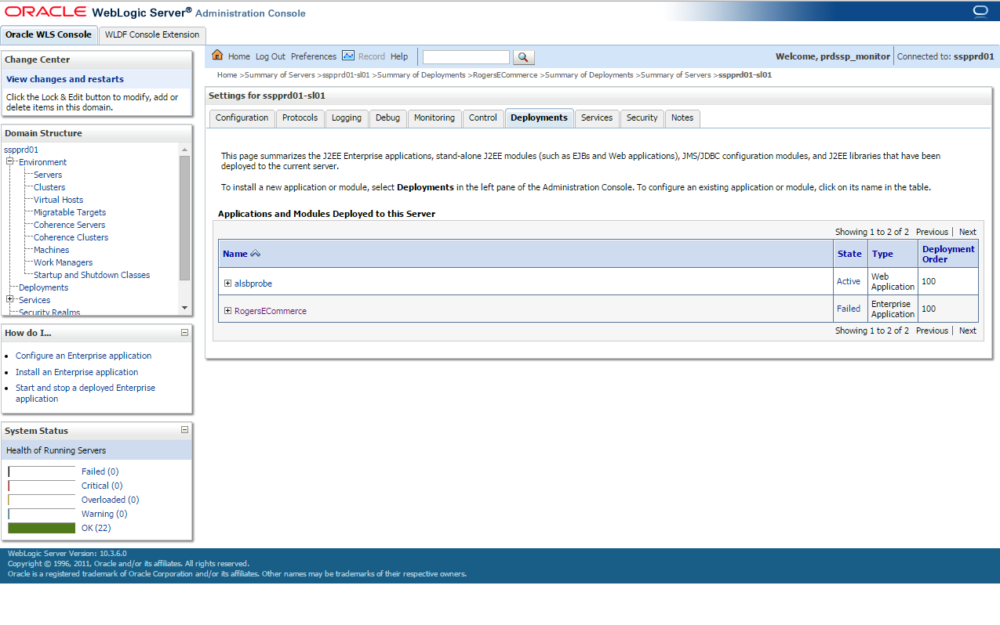 ORACLE WebLogic Server® Administration Console
Oracle WLS Console
WLDF Console Extension
Change Center
View changes and restarts
Click the Lock & Edit button to modify, add or
delete items in this domain.
Domain Structure
sspprd01
Environment
Servers
Clusters
Virtual Hosts
Migratable Targets
Coherence Servers
Coherence Clusters
Machines
Work Managers
Startup and Shutdown Classes
Deployments
Services
Security Realms
How do I...
Configure an Enterprise application
Install an Enterprise application
Start and stop a deployed Enterprise
application
System Status
Health of Running Servers
Failed (0)
Critical (0)
Overloaded (0)
Warning (0)
OK (22)
Home Log Out Preferences Record Help
Welcome, prdssp_monitor Connected to: sspprd01
Home >Summary of Servers >sspprd01-sl01 >Summary of Deployments >RogersECommerce >Summary of Deployments >Summary of Servers >sspprd01-sl01
Settings for sspprd01-sl01
Configuration Protocols Logging Debug Monitoring Control Deployments Services Security Notes
This page summarizes the J2EE Enterprise applications, stand-alone J2EE modules (such as EJBs and Web applications), JMS/JDBC configuration modules, and J2EE libraries that have been
deployed to the current server.
To install a new application or module, select Deployments in the left pane of the Administration Console. To configure an existing application or module, click on its name in the table.
Applications and Modules Deployed to this Server
Showing 1 to 2 of 2 Previous | Next
Name State Type Deployment
Order
alsbprobe Active Web
Application 100
RogersECommerce Failed Enterprise
Application 100
Showing 1 to 2 of 2 Previous | Next
WebLogic Server Version: 10.3.6.0
Copyright © 1996, 2011, Oracle and/or its affiliates. All rights reserved.
Oracle is a registered trademark of Oracle Corporation and/or its affiliates. Other names may be trademarks of their respective owners.